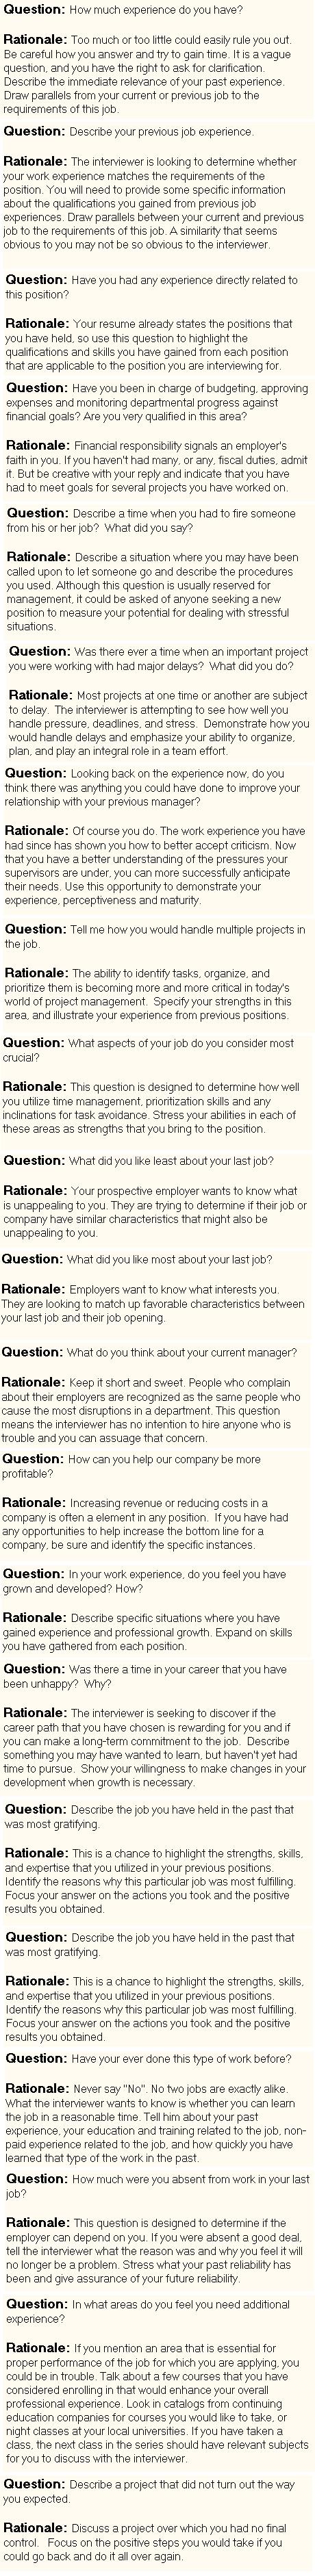 Question: How much experience do you have?
Rationale: Too much or too little could easily rule you out.
Be careful how you answer and try to gain time. It is a vague
question, and you have the right to ask for clarification.
Describe the immediate relevance of your past experience.
Draw parallels from your current or previous job to the
requirements of this job.
Question: Describe your previous job experience.
Rationale: The interviewer is looking to determine whether
your work experience matches the requirements of the
position. You will need to provide some specific information
about the qualifications you gained from previous job
experiences. Draw parallels between your current and previous
job to the requirements of this job. A similarity that seems
obvious to you may not be so obvious to the interviewer.
Question: Have you had any experience directly related to
this position?
Rationale: Your resume already states the positions that
you have held, so use this question to highlight the
qualifications and skills you have gained from each position
that are applicable to the position you are interviewing for.
Question: Have you been in charge of budgeting, approving
expenses and monitoring departmental progress against
financial goals? Are you very qualified in this area?
Rationale: Financial responsibility signals an employer's
faith in you. If you haven't had many, or any, fiscal duties, admit
it. But be creative with your reply and indicate that you have
had to meet goals for several projects you have worked on.
Question: Describe a time when you had to fire someone
from his or her job? What did you say?
Rationale: Describe a situation where you may have been
called upon to let someone go and describe the procedures
you used. Although this question is usually reserved for
management, it could be asked of anyone seeking a new
position to measure your potential for dealing with stressful
situations.
Question: Was there ever a time when an important project
you were working with had major delays? What did you do?
Rationale: Most projects at one time or another are subject
to delay. The interviewer is attempting to see how well you
handle pressure, deadlines, and stress. Demonstrate how you
would handle delays and emphasize your ability to organize,
plan, and play an integral role in a team effort.
Question: Looking back on the experience now, do you
think there was anything you could have done to improve your
relationship with your previous manager?
Rationale: Of course you do. The work experience you have
had since has shown you how to better accept criticism. Now
that you have a better understanding of the pressures your
supervisors are under, you can more successfully anticipate
their needs. Use this opportunity to demonstrate your
experience, perceptiveness and maturity.
Question: Tell me how you would handle multiple projects in
the job.
Rationale: The ability to identify tasks, organize, and
prioritize them is becoming more and more critical in today's
world of project management. Specify your strengths in this
area, and illustrate your experience from previous positions.
Question: What aspects of your job do you consider most
crucial?
Rationale: This question is designed to determine how well
you utilize time management, prioritization skills and any
inclinations for task avoidance. Stress your abilities in each of
these areas as strengths that you bring to the position.
Question: What did you like least about your last job?
Rationale: Your prospective employer wants to know what
is unappealing to you. They are trying to determine if their job or
company have similar characteristics that might also be
unappealing to you.
Question: What did you like most about your last job?
Rationale: Employers want to know what interests you.
They are looking to match up favorable characteristics between
your last job and their job opening.
Question: What do you think about your current manager?
Rationale: Keep it short and sweet. People who complain
about their employers are recognized as the same people who
cause the most disruptions in a department. This question
means the interviewer has no intention to hire anyone who is
trouble and you can assuage that concern.
Question: How can you help our company be more
profitable?
Rationale: Increasing revenue or reducing costs in a
company is often a element in any position. If you have had
any opportunities to help increase the bottom line for a
company, be sure and identify the specific instances.
Question: In your work experience, do you feel you have
grown and developed? How?
Rationale: Describe specific situations where you have
gained experience and professional growth. Expand on skills
you have gathered from each position.
Question: Was there a time in your career that you have
been unhappy? Why?
Rationale: The interviewer is seeking to discover if the
career path that you have chosen is rewarding for you and if
you can make a long-term commitment to the job. Describe
something you may have wanted to learn, but haven't yet had
time to pursue. Show your willingness to make changes in your
development when growth is necessary.
Question: Describe the job you have held in the past that
was most gratifying.
Rationale: This is a chance to highlight the strengths, skills,
and expertise that you utilized in your previous positions.
Identify the reasons why this particular job was most fulfilling.
Focus your answer on the actions you took and the positive
results you obtained.
Question: Describe the job you have held in the past that
was most gratifying.
Rationale: This is a chance to highlight the strengths, skills,
and expertise that you utilized in your previous positions.
Identify the reasons why this particular job was most fulfilling.
Focus your answer on the actions you took and the positive
results you obtained.
Question: Have your ever done this type of work before?
Rationale: Never say "No". No two jobs are exactly alike.
What the interviewer wants to know is whether you can learn
the job in a reasonable time. Tell him about your past
experience, your education and training related to the job, non-
paid experience related to the job, and how quickly you have
learned that type of the work in the past.
Question: How much were you absent from work in your last
job?
Rationale: This question is designed to determine if the
employer can depend on you. If you were absent a good deal,
tell the interviewer what the reason was and why you feel it will
no longer be a problem. Stress what your past reliability has
been and give assurance of your future reliability.
Question: In what areas do you feel you need additional
experience?
Rationale: If you mention an area that is essential for
proper performance of the job for which you are applying, you
could be in trouble. Talk about a few courses that you have
considered enrolling in that would enhance your overall
professional experience. Look in catalogs from continuing
education companies for courses you would like to take, or
night classes at your local universities. If you have taken a
class, the next class in the series should have relevant subjects
for you to discuss with the interviewer.
Question: Describe a project that did not turn out the way
you expected.
Rationale: Discuss a project over which you had no final
control. Focus on the positive steps you would take if you
could go back and do it all over again.